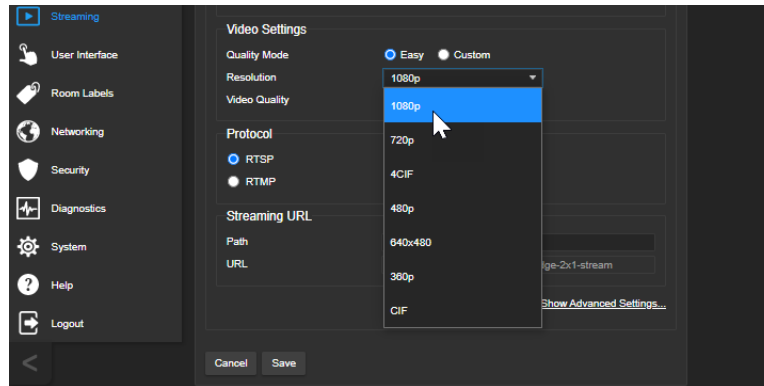 Streaming
User Interface
Room Labels
Networking
Security
Diagnostics
System
Help
Logout
Video Settings
Quality Mode Easy Custom
Resolution 1080p
Video Quality
1080p
720p
4CIF
480p
640x480
360p
CIF
Protocol
RTSP
RTMP
Streaming URL
Path
URL lge-2x1-stream
Show Advanced Settings...
Cancel Save